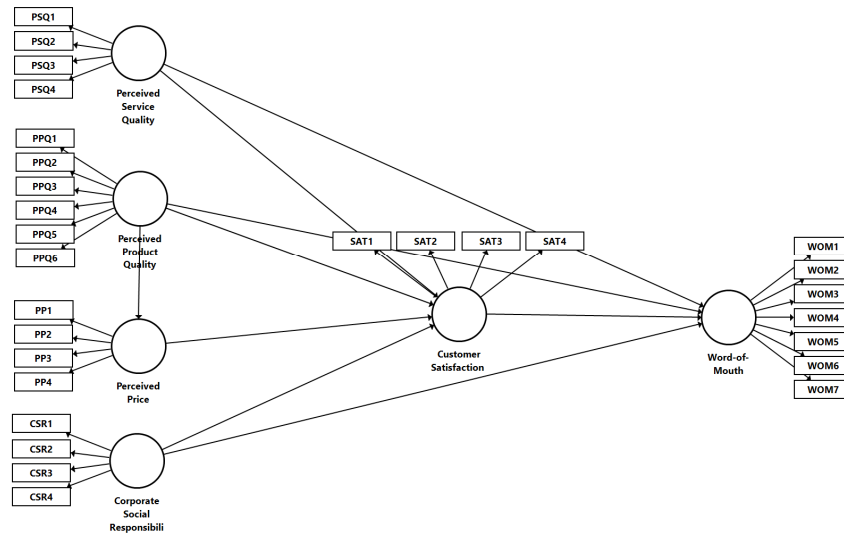 PSQ1
PSQ2
PSQ3
PSQ4
Perceived
Service
Quality
PPQ1
PPQ2
PPQ3
PPQ4
PPQ5
PPQ6
Perceived
Product
Quality
PP1
PP2
PP3
PP4
Perceived
Price
CSR1
CSR2
CSR3
CSR4
Corporate
Social
Responsibili
SAT1
SAT2
SAT3
SAT4
Customer
Satisfaction
Word-of-
Mouth
WOM1
WOM2
WOM3
WOM4
WOM5
WOM6
WOM7